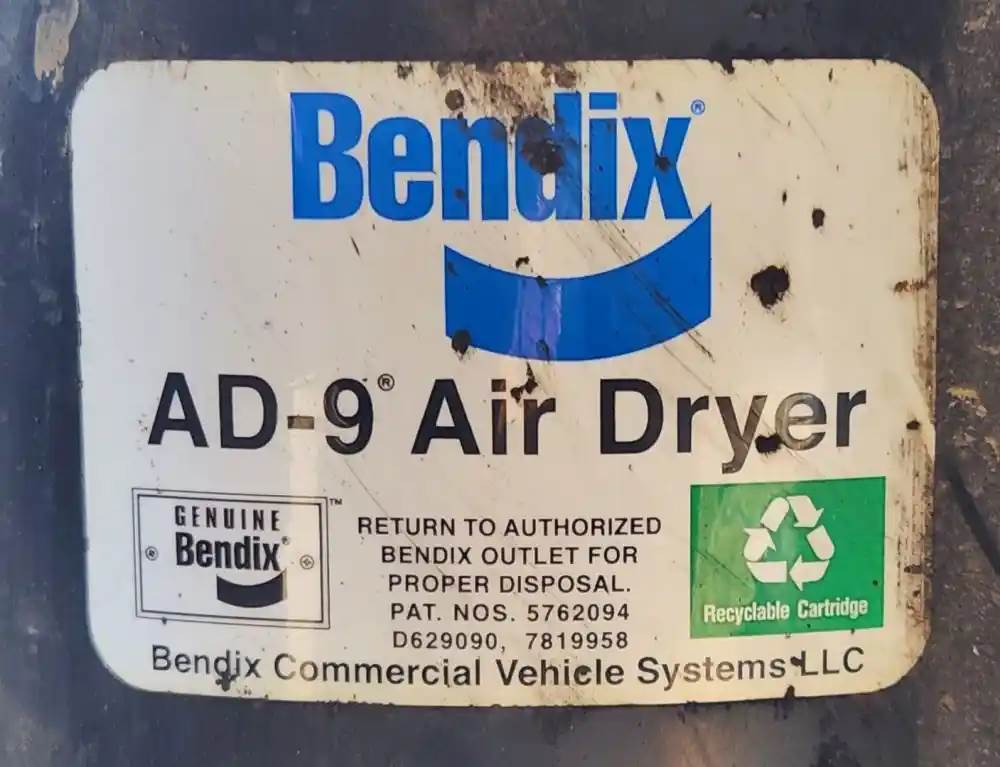 Bendix®
AD-9® Air Dryer
GENUINE
Bendix®
™
RETURN TO AUTHORIZED
BENDIX OUTLET FOR
PROPER DISPOSAL.
PAT. NOS. 5762094
D629090, 7819958
Recyclable Cartridge
Bendix Commercial Vehicle Systems LLC